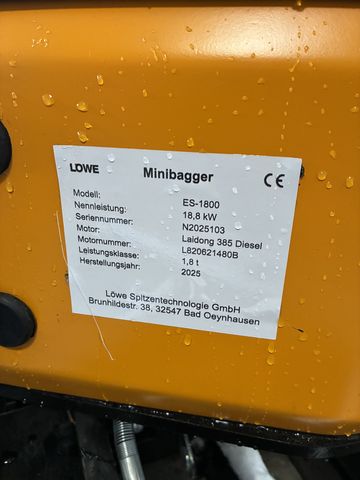 LÖWE Minibagger CE
Modell: ES-1800
Nennleistung: 18,8 kW
Seriennummer: N2025103
Motor: Laidong 385 Diesel
Motornummer: L820621480B
Leistungsklasse: 1,8 t
Herstellungsjahr: 2025
Löwe Spitzentechnologie GmbH
Brunhildestr. 38, 32547 Bad Oeynhausen